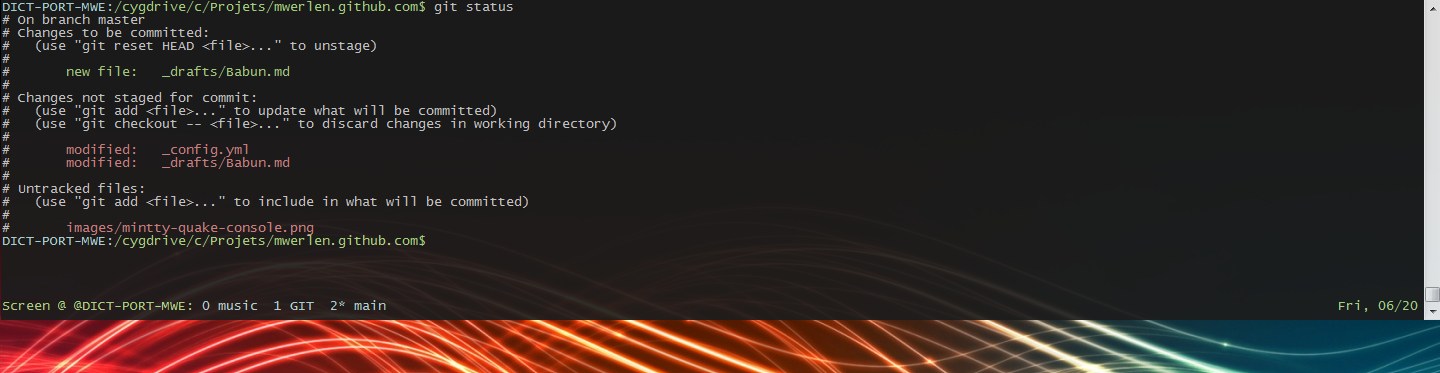 DICT-PORT-MWE:/cygdrive/c/Projets/mwerlen.github.com$ git status
# On branch master
# Changes to be committed:
#   (use "git reset HEAD <file>..." to unstage)
#
#       new file:   _drafts/Babun.md
#
# Changes not staged for commit:
#   (use "git add <file>..." to update what will be committed)
#   (use "git checkout -- <file>..." to discard changes in working directory)
#
#       modified:   _config.yml
#       modified:   _drafts/Babun.md
#
# Untracked files:
#   (use "git add <file>..." to include in what will be committed)
#
#       images/mintty-quake-console.png
DICT-PORT-MWE:/cygdrive/c/Projets/mwerlen.github.com$
Screen @ @DICT-PORT-MWE: 0 music  1 GIT  2* main Fri, 06/20